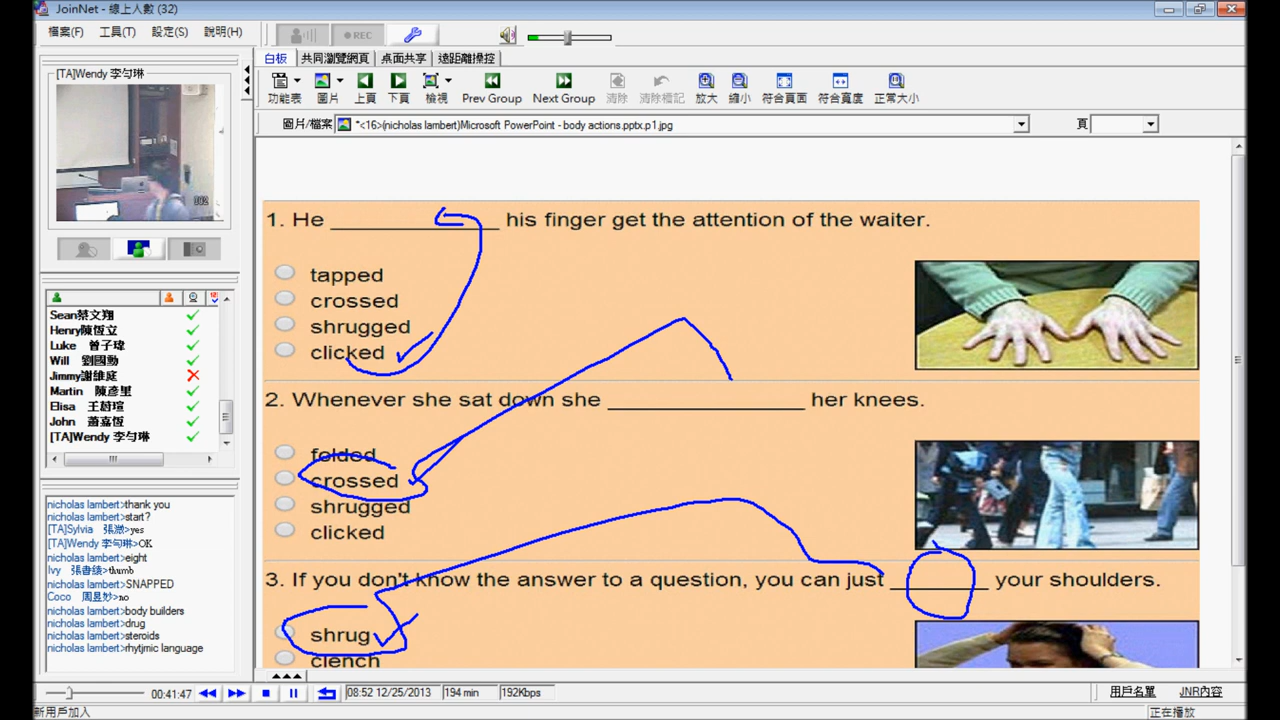 JoinNet - 線上人數 (32)
檔案(F) 工具(T) 設定(S) 說明(H)
REC
[TA]Wendy 李勻琳
白板 共同瀏覽網頁 桌面共享 遠距離操控
功能表 圖片 上頁 下頁 檢視 Prev Group Next Group 清除 清除標記 放大 縮小 符合頁面 符合寬度 正常大小
圖片/檔案 *<16>(nicholas lambert)Microsoft PowerPoint - body actions.pptx.p1.jpg 頁
1. He ______________ his finger get the attention of the waiter.
tapped
crossed
shrugged
clicked
2. Whenever she sat down she ________________ her knees.
folded
crossed
shrugged
clicked
3. If you don't know the answer to a question, you can just ________ your shoulders.
shrug
clench
Sean蔡文翔
Henry陳恆立
Luke 曾子瑋
Will 劉國勳
Jimmy謝維庭
Martin 陳彥里
Elisa 王蒔瑄
John 蕭嘉恆
[TA]Wendy 李勻琳
nicholas lambert>thank you
nicholas lambert>start?
[TA]Sylvia 張溦>yes
[TA]Wendy 李勻琳>OK
nicholas lambert>eight
Ivy 張書綾>thumb
nicholas lambert>SNAPPED
Coco 周昱妙>no
nicholas lambert>body builders
nicholas lambert>drug
nicholas lambert>steroids
nicholas lambert>rhytjmic language
00:41:47 08:52 12/25/2013 194 min 192Kbps 用戶名單 JNR內容
新用戶加入 正在播放